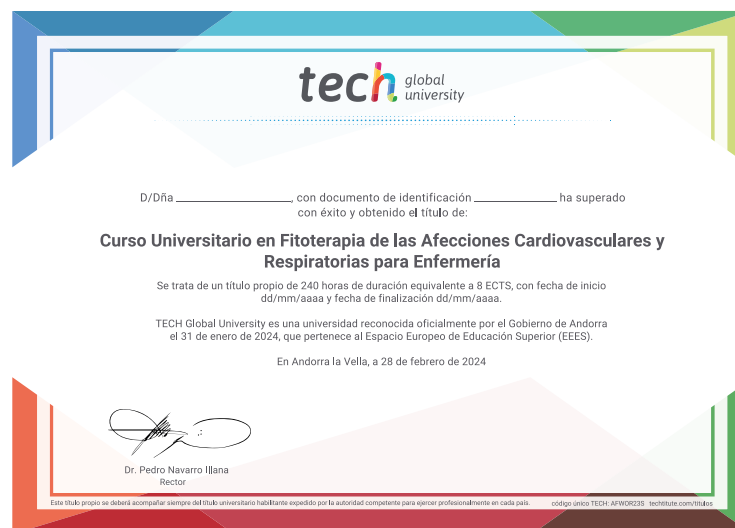 tech global university
D/Dña ____________, con documento de identificación ____________ ha superado
con éxito y obtenido el título de:
Curso Universitario en Fitoterapia de las Afecciones Cardiovasculares y
Respiratorias para Enfermería
Se trata de un título propio de 240 horas de duración equivalente a 8 ECTS, con fecha de inicio
dd/mm/aaaa y fecha de finalización dd/mm/aaaa.
TECH Global University es una universidad reconocida oficialmente por el Gobierno de Andorra
el 31 de enero de 2024, que pertenece al Espacio Europeo de Educación Superior (EEES).
En Andorra la Vella, a 28 de febrero de 2024
Dr. Pedro Navarro Illana
Rector
Este título propio se deberá acompañar siempre del título universitario habilitante expedido por la autoridad competente para ejercer profesionalmente en cada país. código único TECH: AFWOR23S techtitute.com/titulos